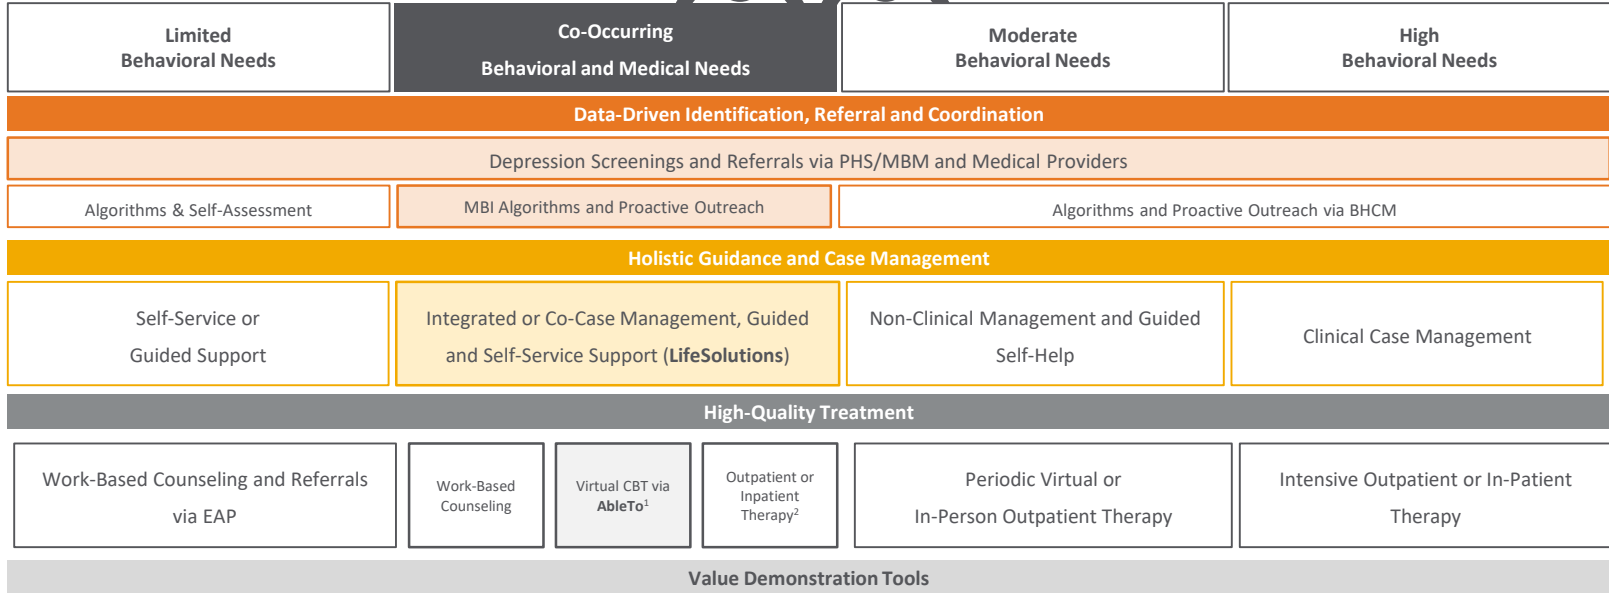 Limited
Behavioral Needs
Co-Occurring
Behavioral and Medical Needs
Moderate
Behavioral Needs
High
Behavioral Needs
Data-Driven Identification, Referral and Coordination
Depression Screenings and Referrals via PHS/MBM and Medical Providers
Algorithms & Self-Assessment
MBI Algorithms and Proactive Outreach
Algorithms and Proactive Outreach via BHCM
Holistic Guidance and Case Management
Self-Service or
Guided Support
Integrated or Co-Case Management, Guided
and Self-Service Support (LifeSolutions)
Non-Clinical Management and Guided
Self-Help
Clinical Case Management
High-Quality Treatment
Work-Based Counseling and Referrals
via EAP
Work-Based
Counseling
Virtual CBT via
AbleTo1
Outpatient or
Inpatient
Therapy2
Periodic Virtual or
In-Person Outpatient Therapy
Intensive Outpatient or In-Patient
Therapy
Value Demonstration Tools